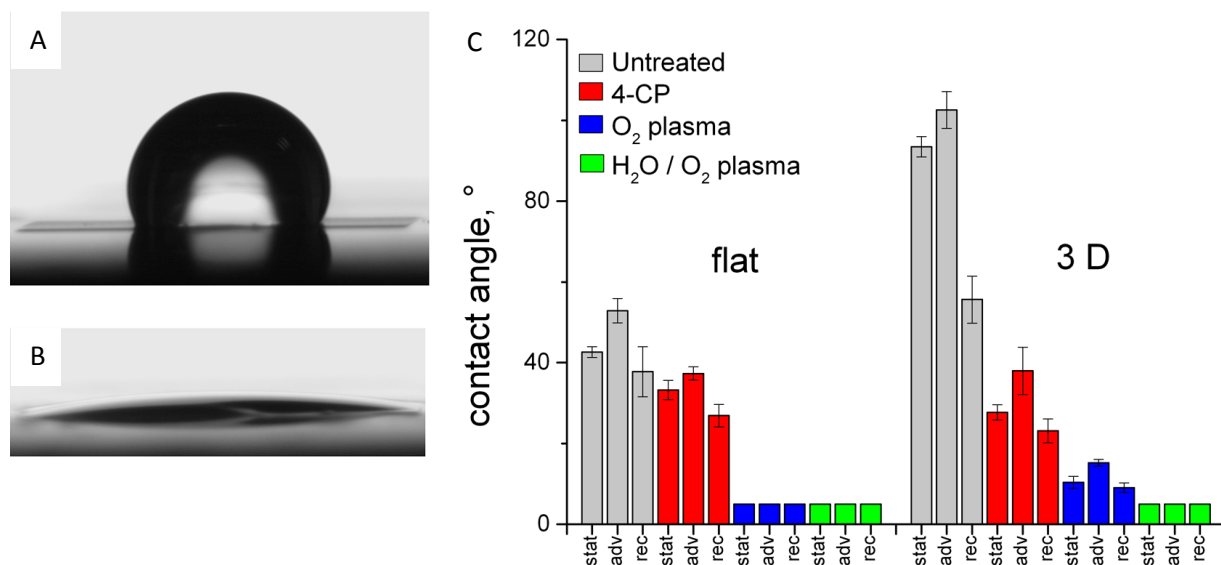 A
B
C
contact angle, °
120
80
40
0
Untreated
4-CP
O₂ plasma
H₂O / O₂ plasma
flat
3 D
stat-
adv-
rec-
stat-
adv-
rec-
stat-
adv-
rec-
stat-
adv-
rec-
stat-
adv-
rec-
stat-
adv-
rec-
stat-
adv-
rec-
stat-
adv-
rec-